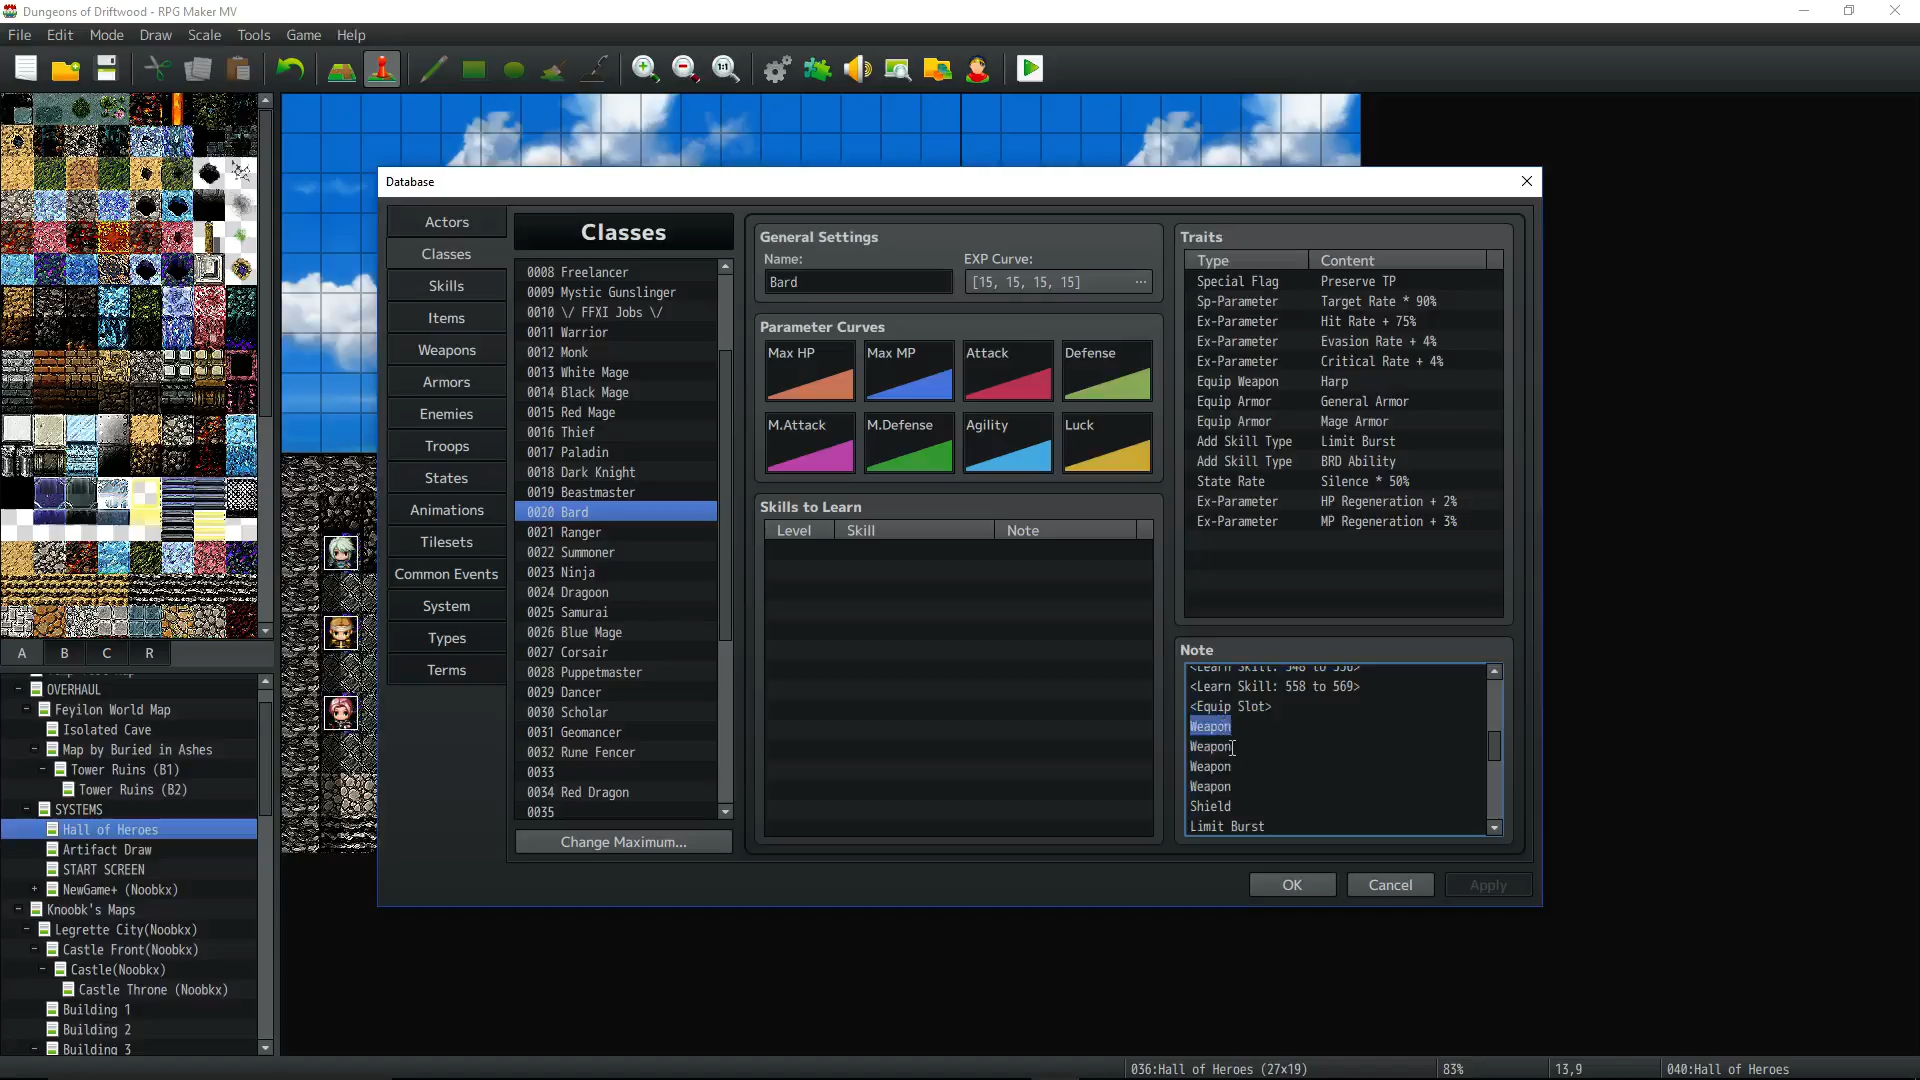 Dungeons of Driftwood - RPG Maker MV
File Edit Mode Draw Scale Tools Game Help
1:1
Database
Actors
Classes
Skills
Items
Weapons
Armors
Enemies
Troops
States
Animations
Tilesets
Common Events
System
Types
Terms
Classes
0008 Freelancer
0009 Mystic Gunslinger
0010 \/ FFXI Jobs \/
0011 Warrior
0012 Monk
0013 White Mage
0014 Black Mage
0015 Red Mage
0016 Thief
0017 Paladin
0018 Dark Knight
0019 Beastmaster
0020 Bard
0021 Ranger
0022 Summoner
0023 Ninja
0024 Dragoon
0025 Samurai
0026 Blue Mage
0027 Corsair
0028 Puppetmaster
0029 Dancer
0030 Scholar
0031 Geomancer
0032 Rune Fencer
0033
0034 Red Dragon
0035
Change Maximum...
General Settings
Name: EXP Curve:
Bard [15, 15, 15, 15] ...
Parameter Curves
Max HP Max MP Attack Defense
M.Attack M.Defense Agility Luck
Skills to Learn
Level Skill Note
Traits
Type Content
Special Flag Preserve TP
Sp-Parameter Target Rate * 90%
Ex-Parameter Hit Rate + 75%
Ex-Parameter Evasion Rate + 4%
Ex-Parameter Critical Rate + 4%
Equip Weapon Harp
Equip Armor General Armor
Equip Armor Mage Armor
Add Skill Type Limit Burst
Add Skill Type BRD Ability
State Rate Silence * 50%
Ex-Parameter HP Regeneration + 2%
Ex-Parameter MP Regeneration + 3%
Note
<Learn Skill: 558 to 569>
<Equip Slot>
Weapon
Weapon
Weapon
Weapon
Shield
Limit Burst
OK Cancel Apply
A B C R
OVERHAUL
Feyilon World Map
Isolated Cave
Map by Buried in Ashes
Tower Ruins (B1)
Tower Ruins (B2)
SYSTEMS
Hall of Heroes
Artifact Draw
START SCREEN
NewGame+ (Noobkx)
Knoobk's Maps
Legrette City(Noobkx)
Castle Front(Noobkx)
Castle(Noobkx)
Castle Throne (Noobkx)
Building 1
Building 2
Building 3
036:Hall of Heroes (27×19) 83% 13,9 040:Hall of Heroes